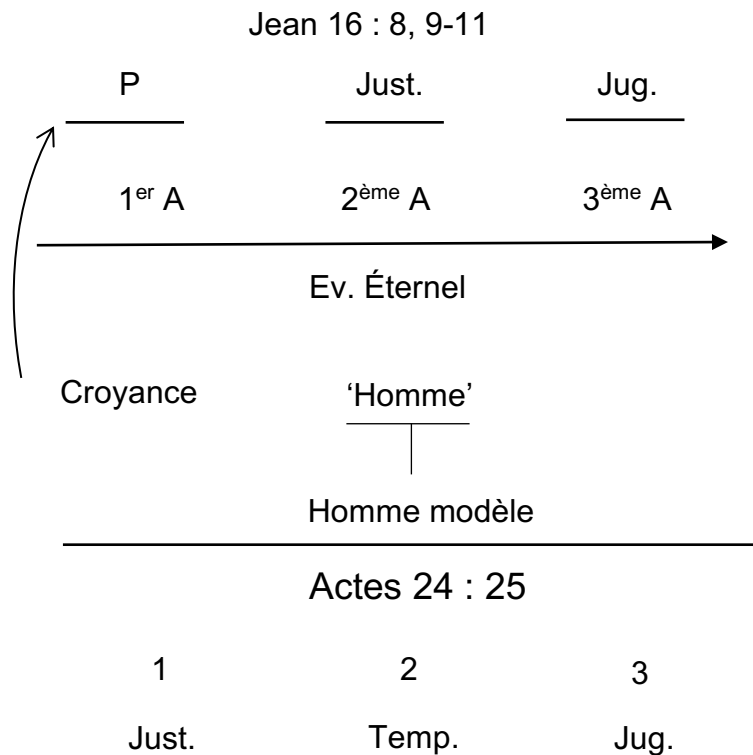 Jean 16 : 8, 9-11
P Just. Jug.
1er A 2ème A 3ème A
Ev. Éternel
Croyance ‘Homme’
Homme modèle
Actes 24 : 25
1 2 3
Just. Temp. Jug.